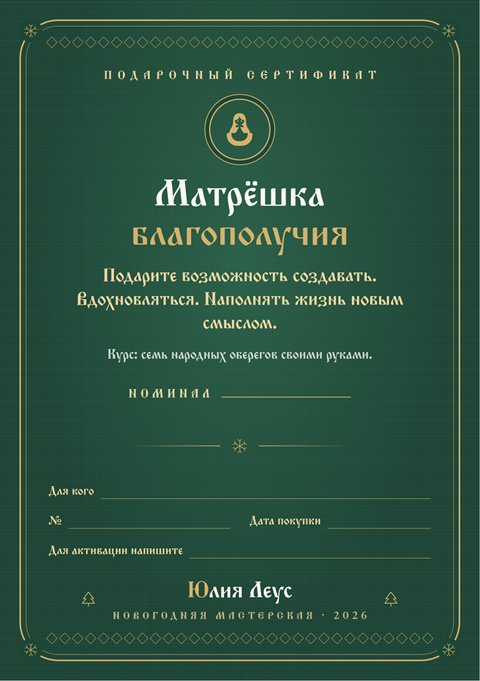 ПОДАРОЧНЫЙ СЕРТИФИКАТ
Матрёшка
благополучия
Подарите возможность создавать.
Вдохновляться. Наполнять жизнь новым
смыслом.
Курс: семь народных оберегов своими руками.
НОМИНАЛ
Для кого
№ Дата покупки
Для активации напишите
Юлия Леус
НОВОГОДНЯЯ МАСТЕРСКАЯ · 2026